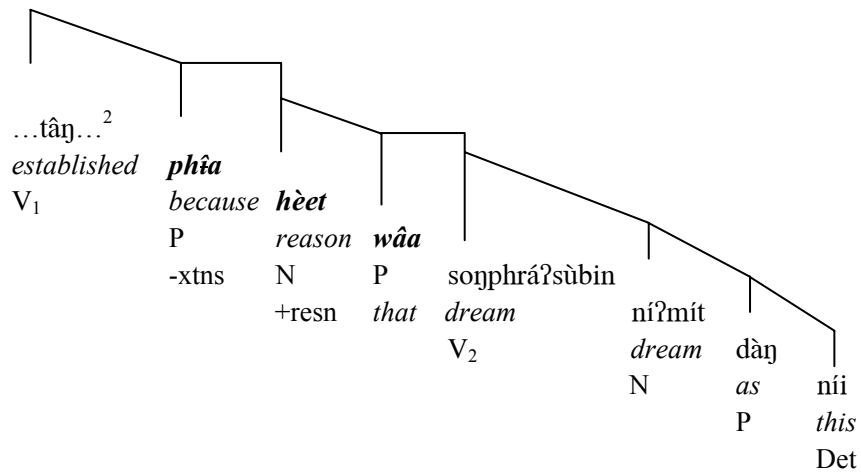 …tâŋ…²
established phɨ̂a
V₁ because hèet
P reason wâa
-xtns N P soŋphráʔsùbin
+resn that dream níʔmít
V₂ dream dàŋ
N as níi
P this
Det